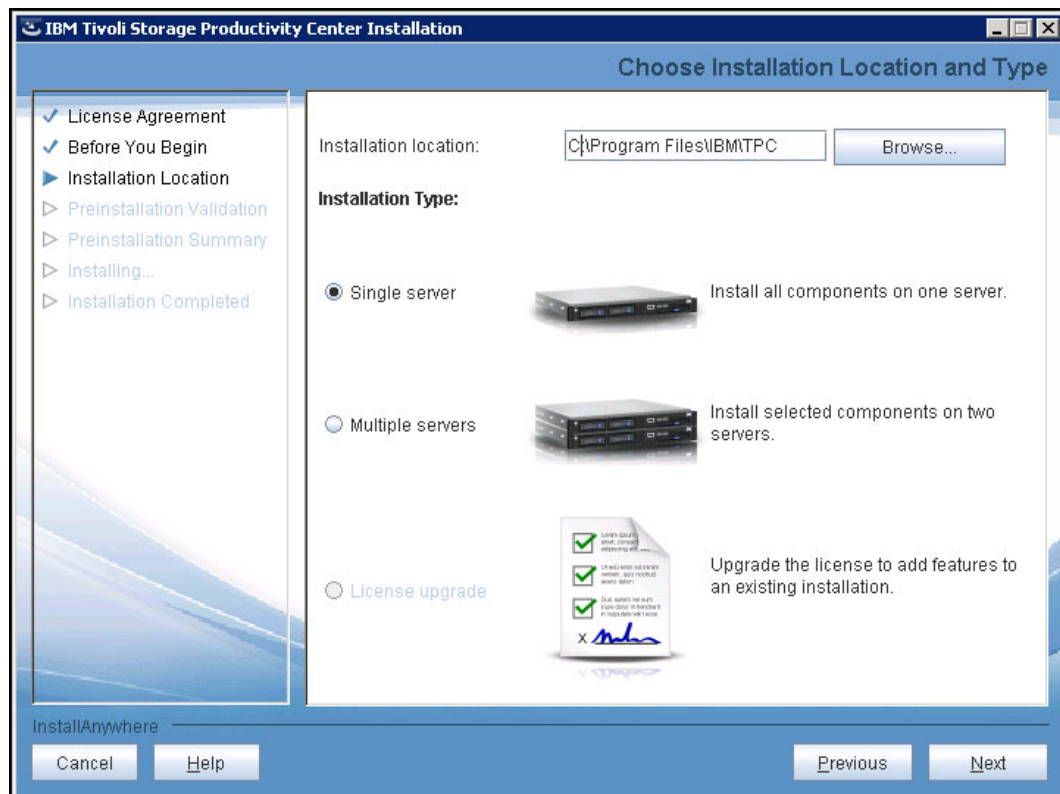 IBM Tivoli Storage Productivity Center Installation
Choose Installation Location and Type
License Agreement
Before You Begin
Installation Location
Preinstallation Validation
Preinstallation Summary
Installing...
Installation Completed
Installation location:
C:\Program Files\IBM\TPC
Browse...
Installation Type:
Single server
Install all components on one server.
Multiple servers
Install selected components on two
servers.
License upgrade
Upgrade the license to add features to
an existing installation.
InstallAnywhere
Cancel
Help
Previous
Next